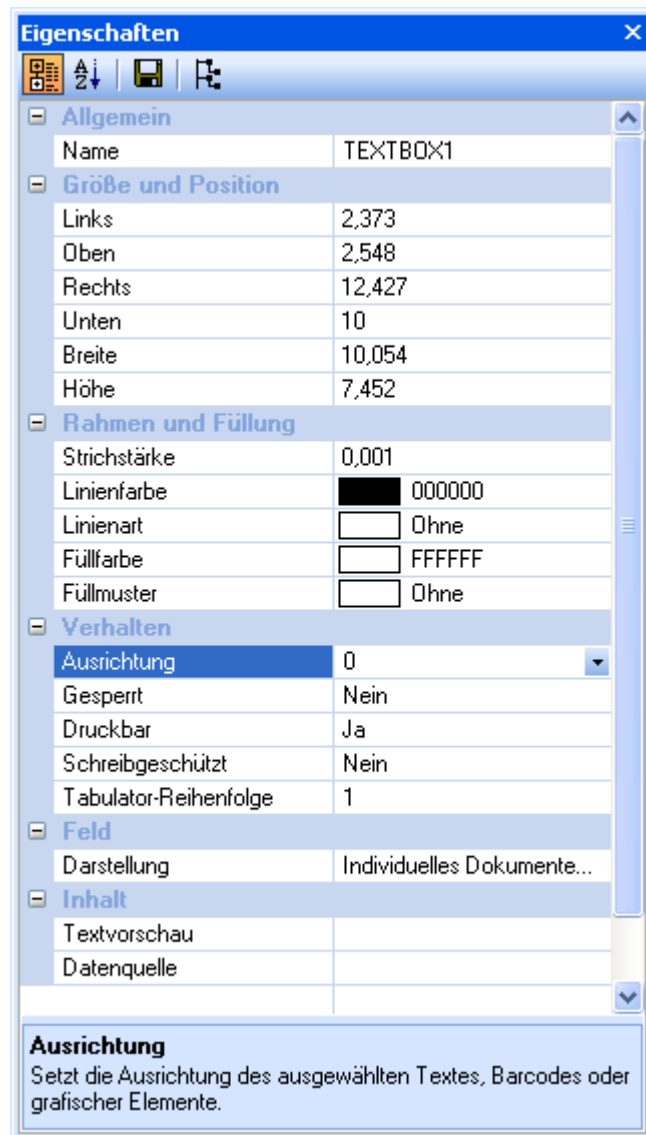 Eigenschaften
Allgemein
Name TEXTBOX1
Größe und Position
Links 2,373
Oben 2,548
Rechts 12,427
Unten 10
Breite 10,054
Höhe 7,452
Rahmen und Füllung
Strichstärke 0,001
Linienfarbe 000000
Linienart Ohne
Füllfarbe FFFFFF
Füllmuster Ohne
Verhalten
Ausrichtung 0
Gesperrt Nein
Druckbar Ja
Schreibgeschützt Nein
Tabulator-Reihenfolge 1
Feld
Darstellung Individuelles Dokumente...
Inhalt
Textvorschau
Datenquelle
Ausrichtung
Setzt die Ausrichtung des ausgewählten Textes, Barcodes oder
grafischer Elemente.